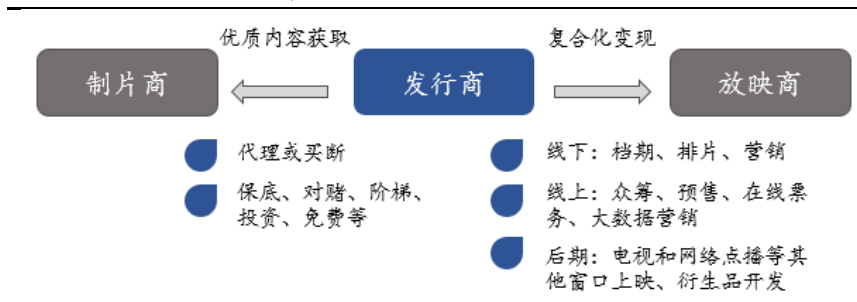 优质内容获取
复合化变现
制片商
发行商
放映商
代理或买断
保底、对赌、阶梯、
投资、免费等
线下：档期、排片、营销
线上：众筹、预售、在线票
务、大数据营销
后期：电视和网络点播等其
他窗口上映、衍生品开发